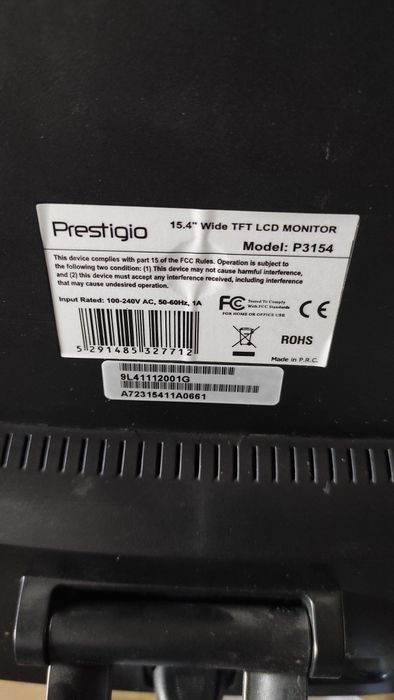 Prestigio
15.4" Wide TFT LCD MONITOR
Model: P3154
This device complies with part 15 of the FCC Rules. Operation is subject to
the following two condition: (1) This device may not cause harmful interference,
and (2) this device must accept any interference received, including interference
that may cause undesired operation.
Input Rated: 100-240V AC, 50-60Hz, 1A
FC Tested To Comply
With FCC Standards
FOR HOME OR OFFICE USE
CE
ROHS
5 291485 327712
Made in P.R.C.
9L41112001G
A72315411A0661